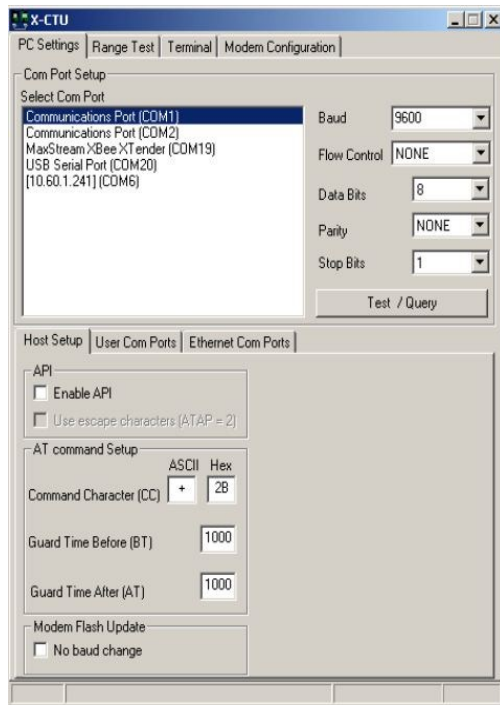 X-CTU
PC Settings Range Test Terminal Modem Configuration
Com Port Setup
Select Com Port
Communications Port (COM1)
Communications Port (COM2)
MaxStream XBee XTender (COM19)
USB Serial Port (COM20)
[10.60.1.241] (COM6)
Baud 9600
Flow Control NONE
Data Bits 8
Parity NONE
Stop Bits 1
Test / Query
Host Setup User Com Ports Ethernet Com Ports
API
Enable API
Use escape characters (ATAP = 2)
AT command Setup
ASCII Hex
Command Character (CC) + 2B
Guard Time Before (BT) 1000
Guard Time After (AT) 1000
Modem Flash Update
No baud change